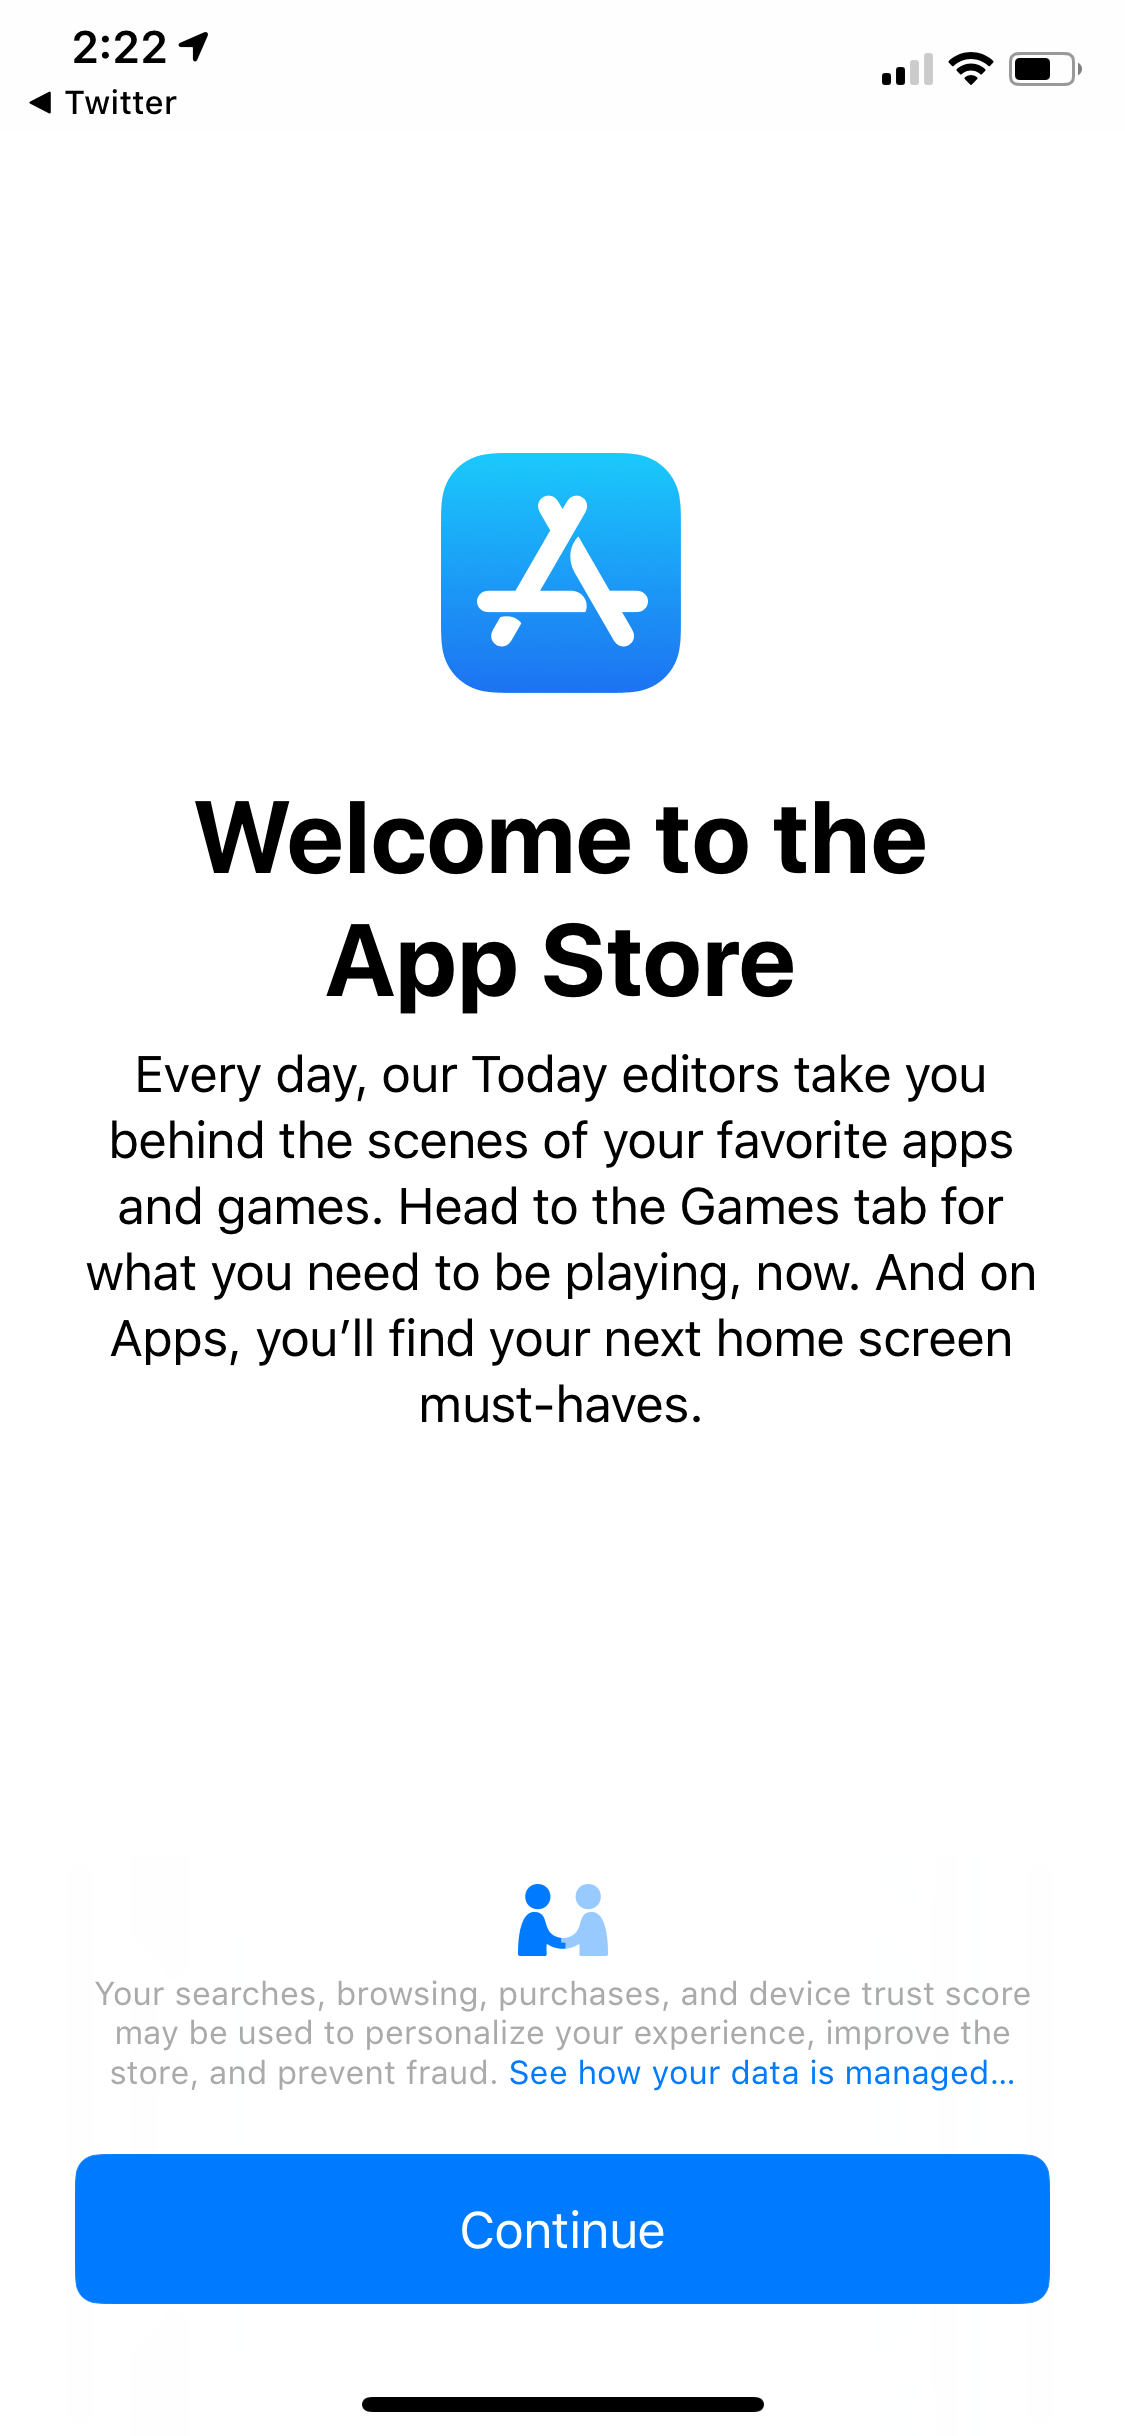 2:22
Twitter
Welcome to the
App Store
Every day, our Today editors take you
behind the scenes of your favorite apps
and games. Head to the Games tab for
what you need to be playing, now. And on
Apps, you’ll find your next home screen
must-haves.
Your searches, browsing, purchases, and device trust score
may be used to personalize your experience, improve the
store, and prevent fraud. See how your data is managed...
Continue